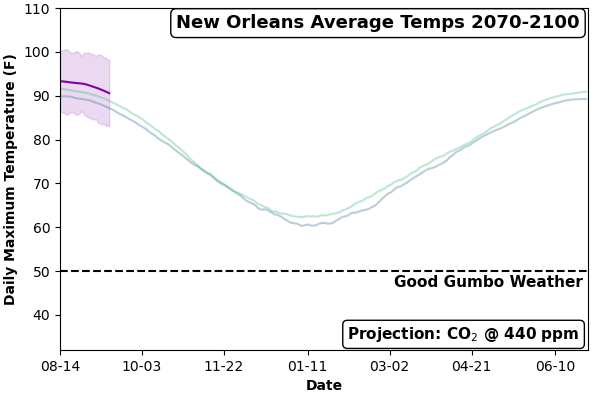 New Orleans Average Temps 2070-2100
Daily Maximum Temperature (F)
110
100
90
80
70
60
50
40
Good Gumbo Weather
Projection: CO₂ @ 440 ppm
08-14 10-03 11-22 01-11 03-02 04-21 06-10
Date